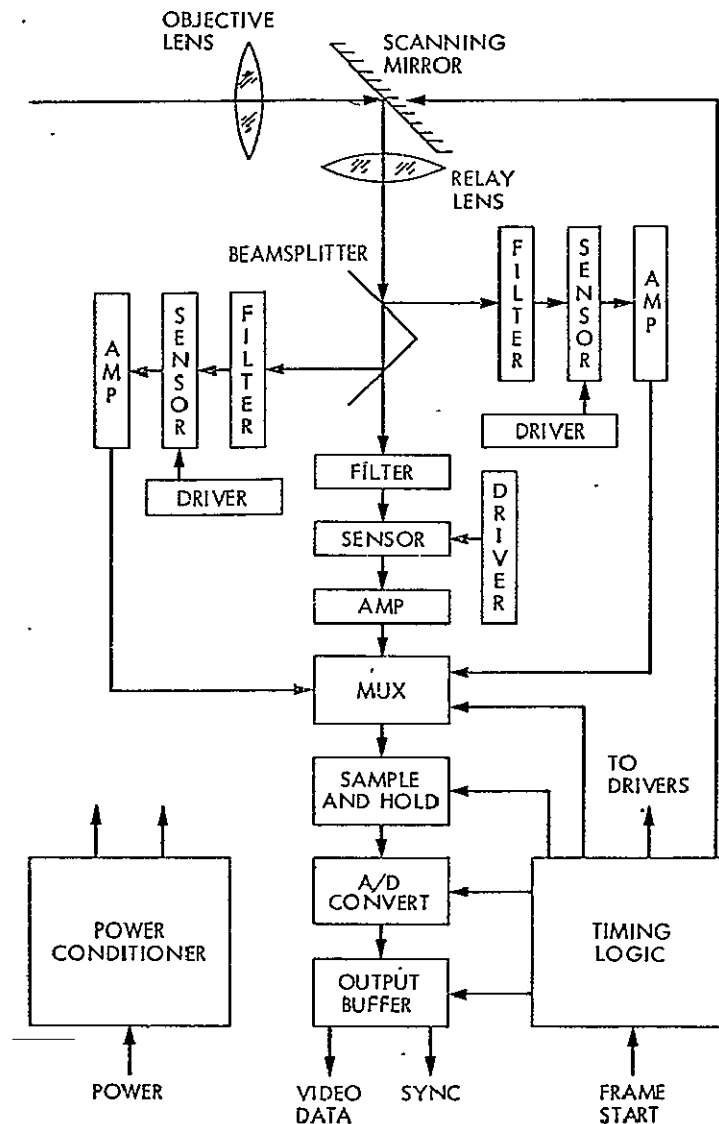 OBJECTIVE
LENS
SCANNING
MIRROR
RELAY
LENS
BEAMSPLITTER
FILTER
SENSOR
AMP
DRIVER
AMP
SENSOR
FILTER
DRIVER
FILTER
SENSOR
DRIVER
AMP
MUX
SAMPLE
AND HOLD
TO
DRIVERS
A/D
CONVERT
POWER
CONDITIONER
TIMING
LOGIC
OUTPUT
BUFFER
POWER
VIDEO
DATA
SYNC
FRAME
START